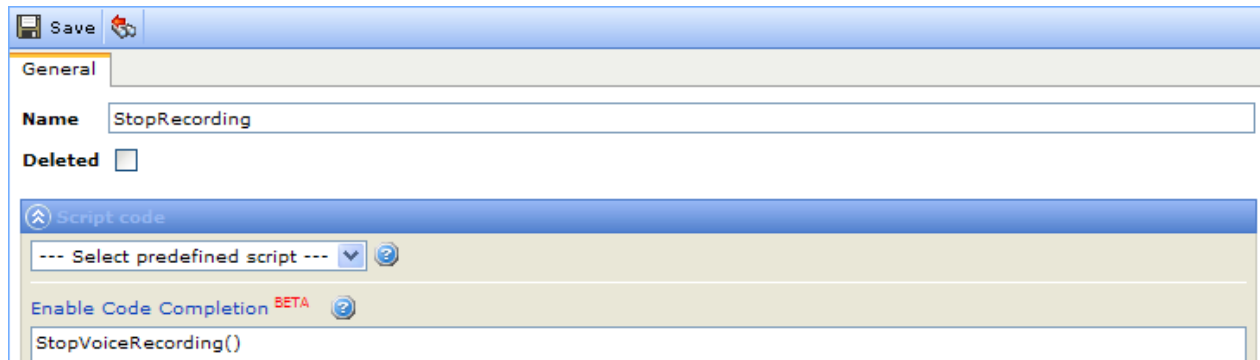 Save
General
Name StopRecording
Deleted
Script code
--- Select predefined script ---
Enable Code Completion BETA
StopVoiceRecording()